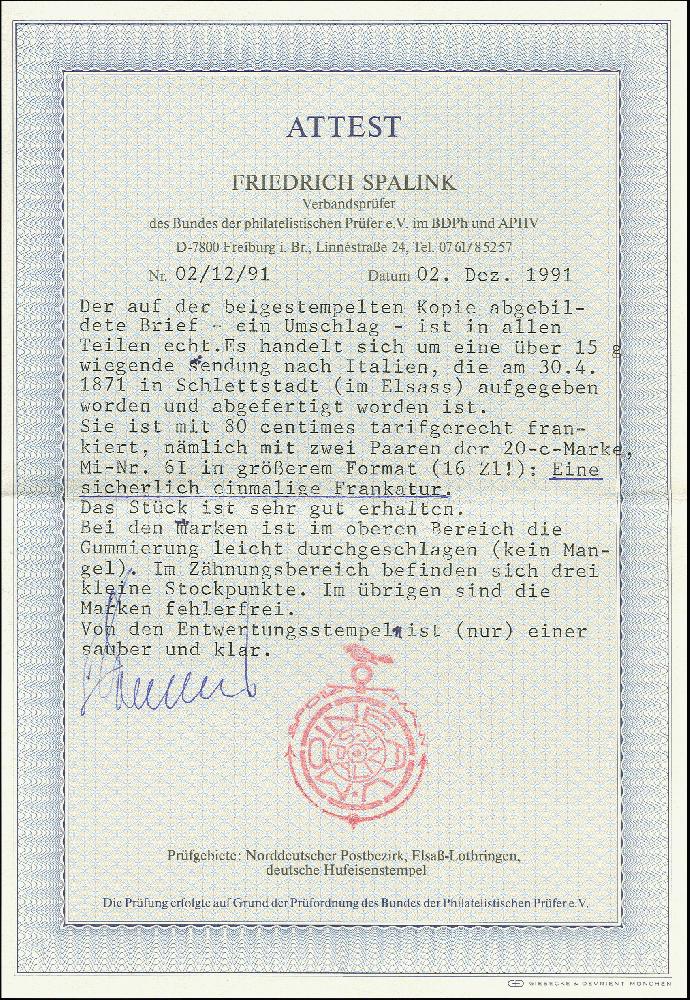 ATTEST
FRIEDRICH SPALINK
Verbandsprüfer
des Bundes der philatelistischen Prüfer e.V. im BDPh und APHV
D-7800 Freiburg i. Br., Linnéstraße 24, Tel. 0761/85257
Nr. 02/12/91 Datum 02. Dez. 1991
Der auf der beigestempelten Kopie abgebil-
dete Brief - ein Umschlag - ist in allen
Teilen echt.Es handelt sich um eine über 15 g
wiegende Sendung nach Italien, die am 30.4.
1871 in Schlettstadt (im Elsass) aufgegeben
worden und abgefertigt worden ist.
Sie ist mit 80 centimes tarifgerecht fran-
kiert, nämlich mit zwei Paaren der 20-c-Marke,
Mi-Nr. 6I in größerem Format (16 Z1!): Eine
sicherlich einmalige Frankatur.
Das Stück ist sehr gut erhalten.
Bei den Marken ist im oberen Bereich die
Gummierung leicht durchgeschlagen (kein Man-
gel). Im Zähnungsbereich befinden sich drei
kleine Stockpunkte. Im übrigen sind die
Marken fehlerfrei.
Von den Entwertungsstempeln ist (nur) einer
sauber und klar.
Prüfgebiete: Norddeutscher Postbezirk, Elsaß-Lothringen,
deutsche Hufeisenstempel
Die Prüfung erfolgte auf Grund der Prüfordnung des Bundes der Philatelistischen Prüfer e.V.
GIESECKE & DEVRIENT MÜNCHEN